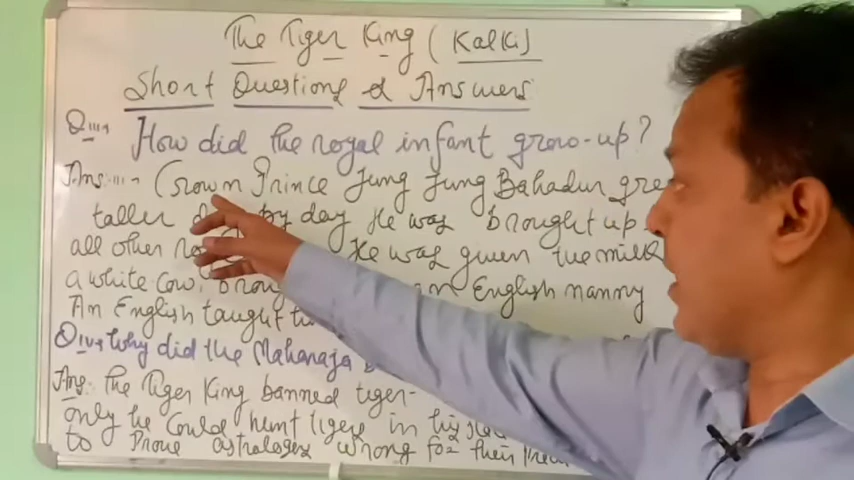 The Tiger King (Kalki)
Short Questions & Answers
Q How did the royal infant grow-up?
Ans:- Crown Prince Jung Jung Bahadur gre
taller by day He was brought up
all other He was given the milk
a white cow. English nanny
An English taught
Q Why did the Maharaja
Ans: The Tiger King banned tiger-
only he could hunt tigers in his
to prove astrologer wrong for their